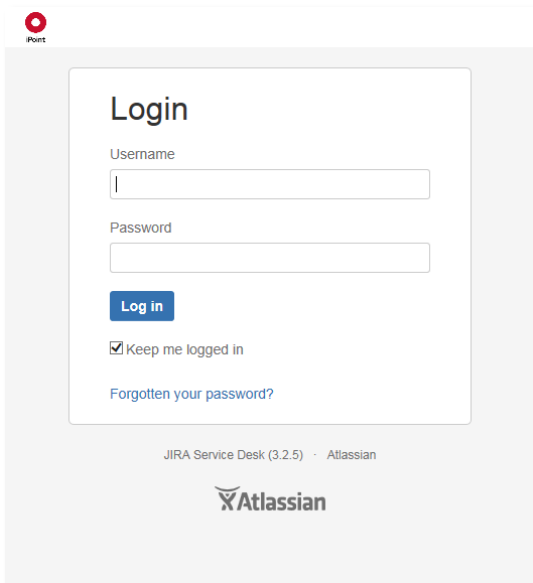 iPoint
Login
Username
Password
Log in
Keep me logged in
Forgotten your password?
JIRA Service Desk (3.2.5) · Atlassian
Atlassian